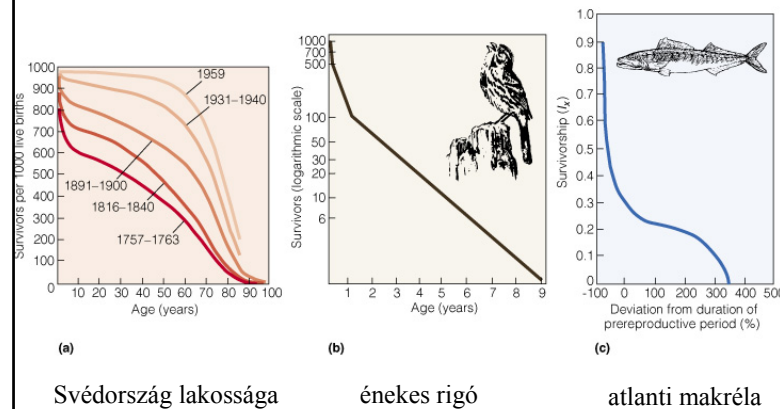 Survivors per 1000 live births
1000
900
800
700
600
500
400
300
200
100
0
1959
1931–1940
1891–1900
1816–1840
1757–1763
10 20 30 40 50 60 70 80 90 100
Age (years)
(a)
Survivors (logarithmic scale)
1000
700
500
100
50
30
20
10
6
1 2 3 4 5 6 7 8 9
Age (years)
(b)
Survivorship (lx)
1.0
0.9
0.8
0.7
0.6
0.5
0.4
0.3
0.2
0.1
0
-100 0 100 200 300 400 500
Deviation from duration of
prereproductive period (%)
(c)
Svédország lakossága
énekes rigó
atlanti makréla